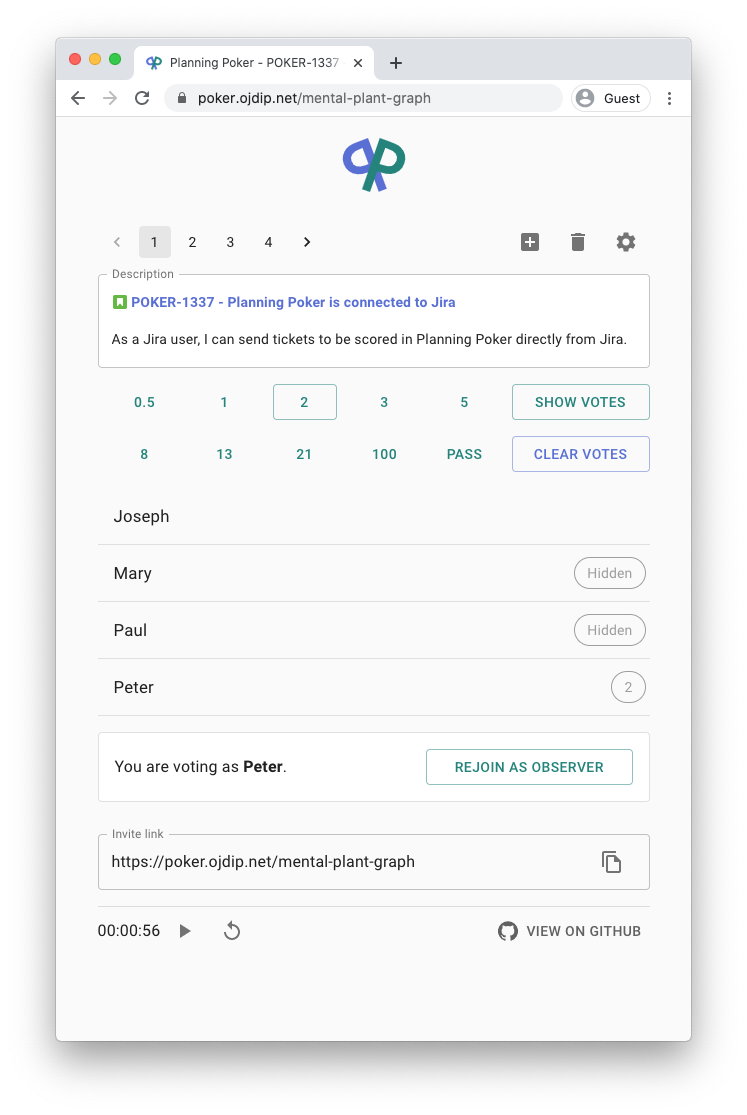 Planning Poker - POKER-1337
poker.ojdip.net/mental-plant-graph
Guest
1 2 3 4
Description
POKER-1337 - Planning Poker is connected to Jira
As a Jira user, I can send tickets to be scored in Planning Poker directly from Jira.
0.5 1 2 3 5 SHOW VOTES
8 13 21 100 PASS CLEAR VOTES
Joseph
Mary Hidden
Paul Hidden
Peter 2
You are voting as Peter. REJOIN AS OBSERVER
Invite link
https://poker.ojdip.net/mental-plant-graph
00:00:56 VIEW ON GITHUB